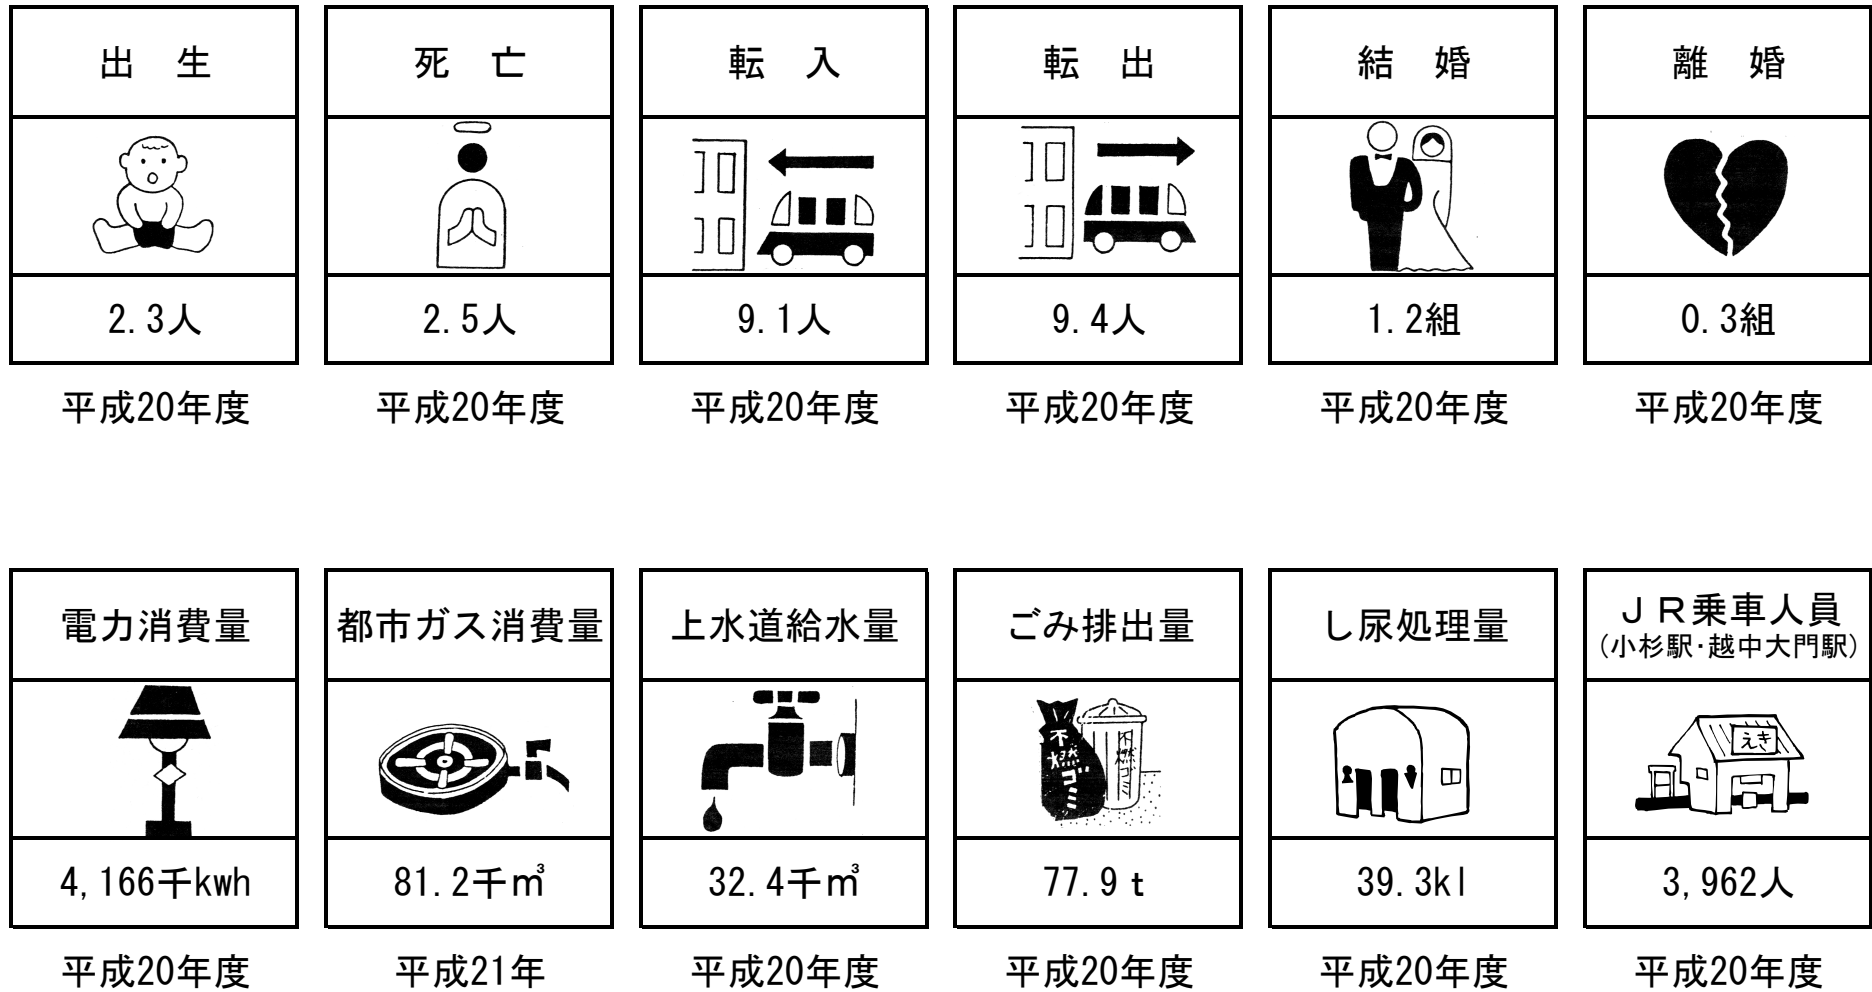 出　生
死　亡
転　入
転　出
結　婚
離　婚
2.3人
2.5人
9.1人
9.4人
1.2組
0.3組
平成20年度
平成20年度
平成20年度
平成20年度
平成20年度
平成20年度
電力消費量
都市ガス消費量
上水道給水量
ごみ排出量
し尿処理量
ＪＲ乗車人員
(小杉駅･越中大門駅)
不燃ゴミ
不燃ゴミ
えき
4,166千kwh
81.2千㎥
32.4千㎥
77.9ｔ
39.3kl
3,962人
平成20年度
平成21年
平成20年度
平成20年度
平成20年度
平成20年度